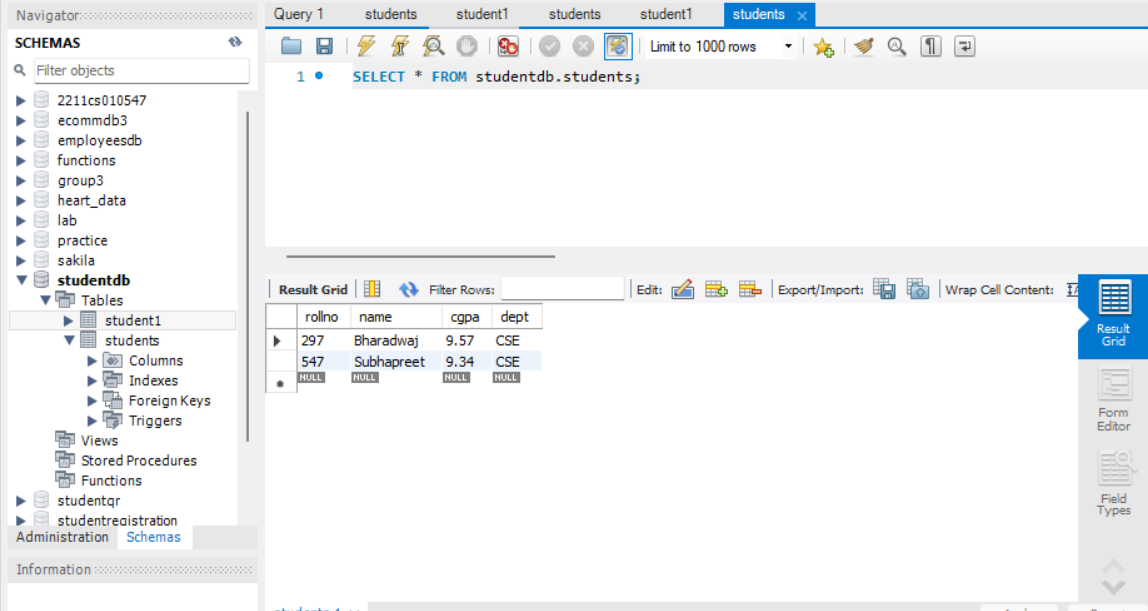 Navigator
SCHEMAS
Filter objects
2211cs010547
ecommdb3
employeesdb
functions
group3
heart_data
lab
practice
sakila
studentdb
Tables
student1
students
Columns
Indexes
Foreign Keys
Triggers
Views
Stored Procedures
Functions
studentqr
studentregistration
Administration Schemas
Information
Query 1 students student1 students student1 students
Limit to 1000 rows
1 SELECT * FROM studentdb.students;
Result Grid Filter Rows: Edit: Export/Import: Wrap Cell Content:
rollno name cgpa dept
297 Bharadwaj 9.57 CSE
547 Subhapreet 9.34 CSE
NULL NULL NULL NULL
Result
Grid
Form
Editor
Field
Types